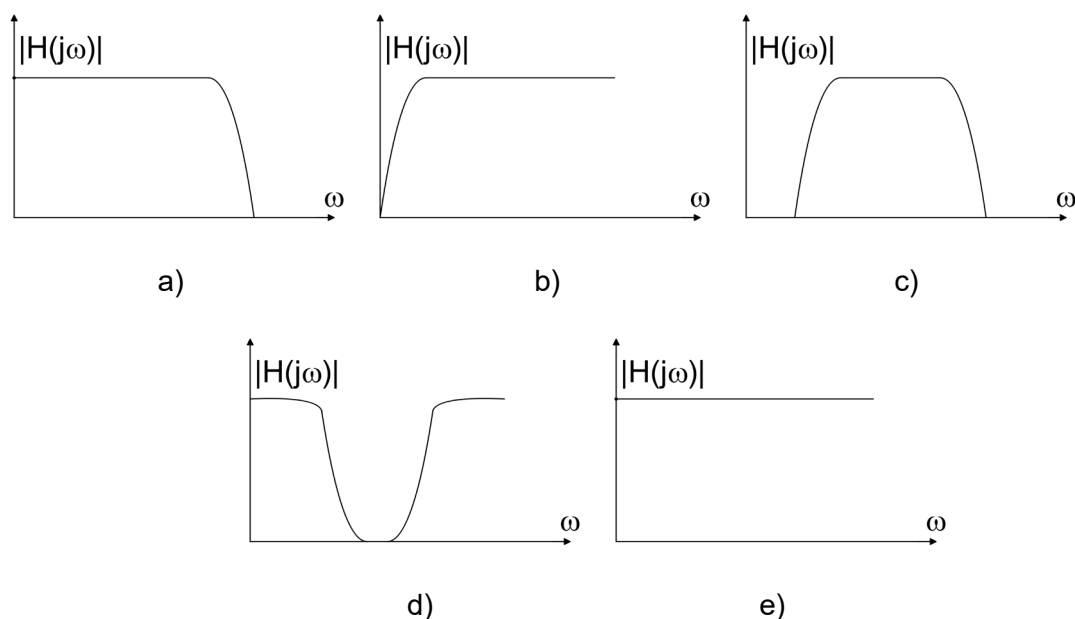 |H(jω)| |H(jω)| |H(jω)|
ω ω ω
a) b) c)
|H(jω)| |H(jω)|
ω ω
d) e)